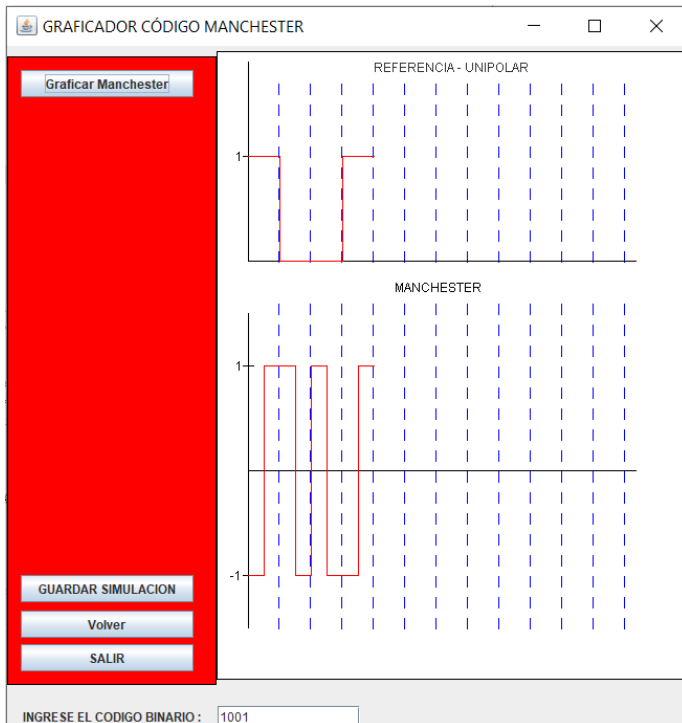 GRAFICADOR CÓDIGO MANCHESTER
Graficar Manchester
REFERENCIA - UNIPOLAR
1
MANCHESTER
1
-1
GUARDAR SIMULACION
Volver
SALIR
INGRESE EL CODIGO BINARIO : 1001